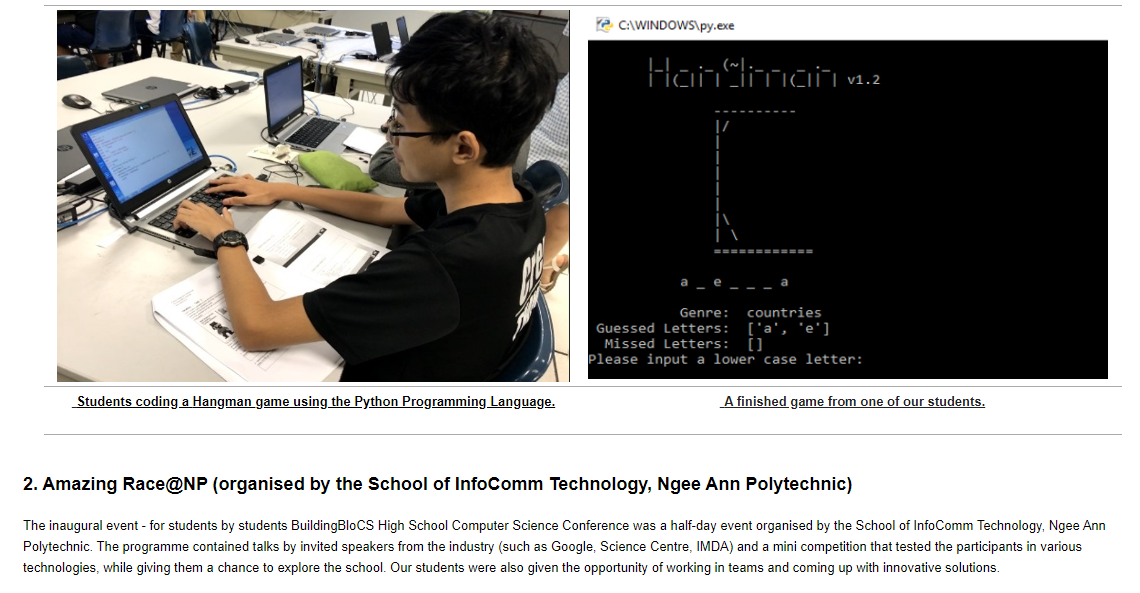 C:\WINDOWS\py.exe
Hangman v1.2
a _ e _ _ _ a
Genre: countries
Guessed Letters: ['a', 'e']
Missed Letters: []
Please input a lower case letter:
Students coding a Hangman game using the Python Programming Language.
A finished game from one of our students.
2. Amazing Race@NP (organised by the School of InfoComm Technology, Ngee Ann Polytechnic)
The inaugural event - for students by students BuildingBloCS High School Computer Science Conference was a half-day event organised by the School of InfoComm Technology, Ngee Ann
Polytechnic. The programme contained talks by invited speakers from the industry (such as Google, Science Centre, IMDA) and a mini competition that tested the participants in various
technologies, while giving them a chance to explore the school. Our students were also given the opportunity of working in teams and coming up with innovative solutions.